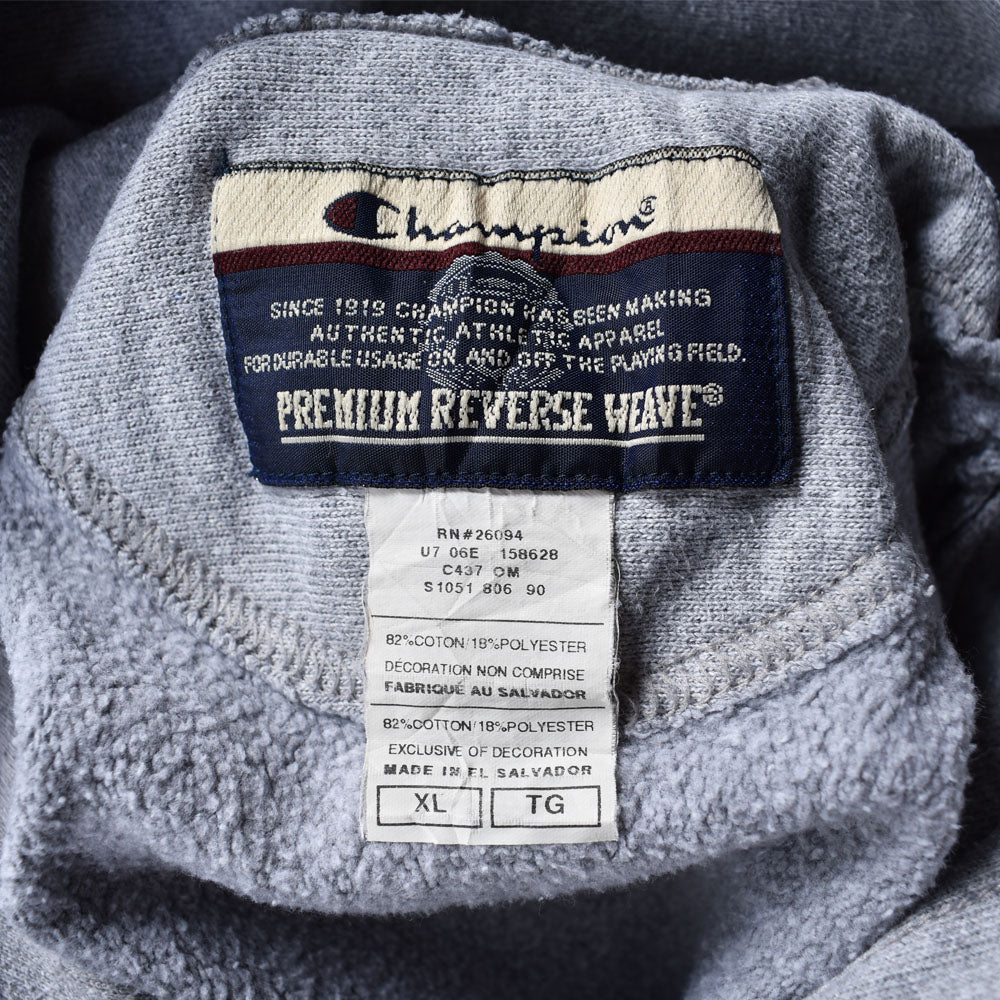 Champion®
SINCE 1919 CHAMPION HAS BEEN MAKING
AUTHENTIC ATHLETIC APPAREL
FOR DURABLE USAGE ON AND OFF THE PLAYING FIELD.
PREMIUM REVERSE WEAVE®
RN#26094
U7 06E 158628
C437 OM
S1051 806 90
82%COTON/18%POLYESTER
DÉCORATION NON COMPRISE
FABRIQUÉ AU SALVADOR
82%COTTON/18%POLYESTER
EXCLUSIVE OF DECORATION
MADE IN EL SALVADOR
XL TG